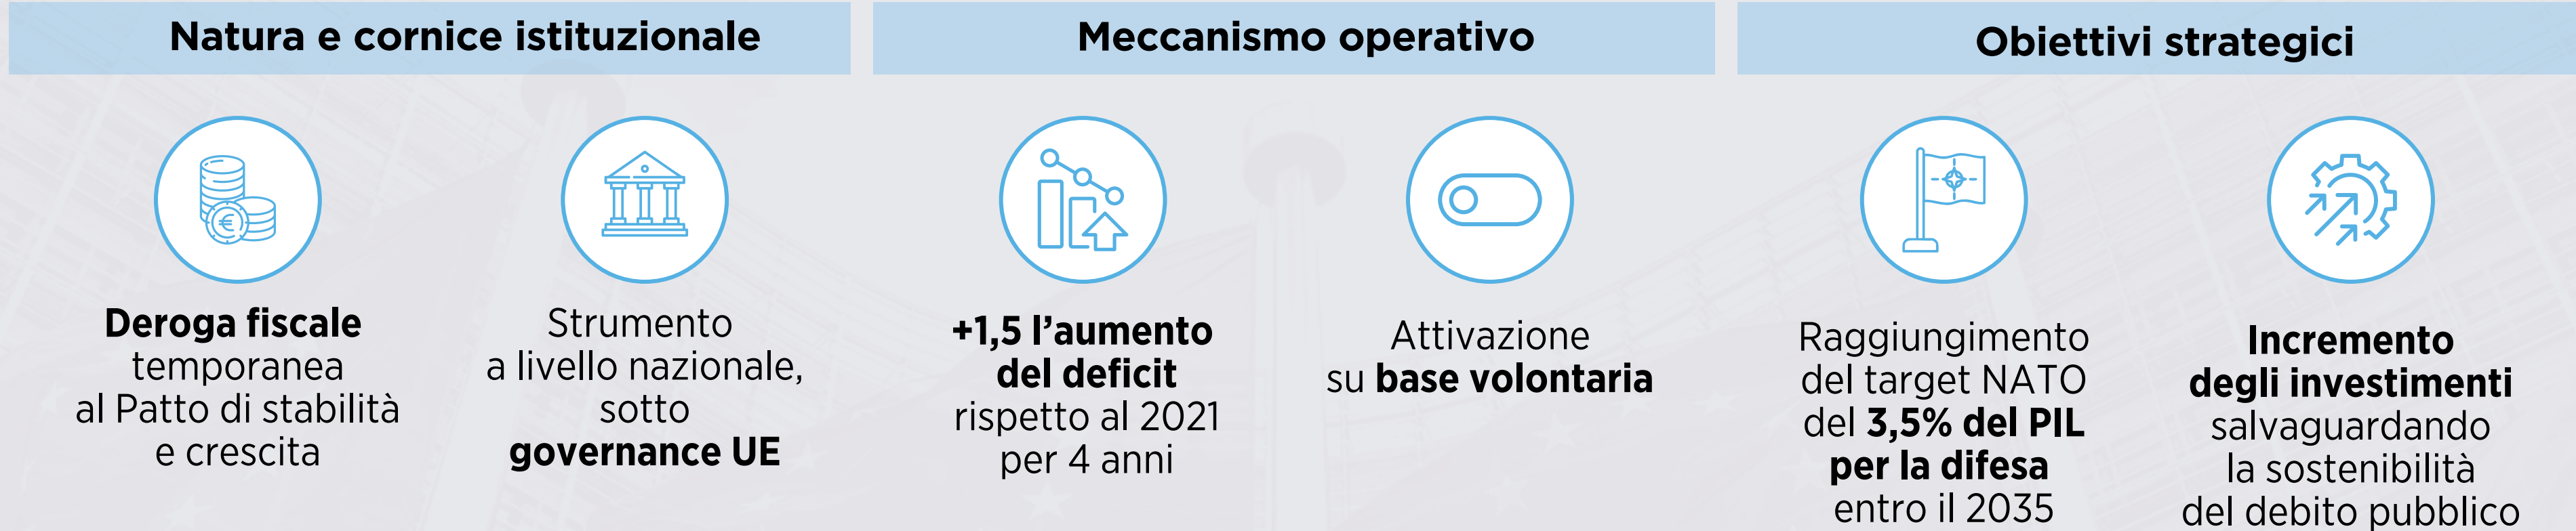 Natura e cornice istituzionale
Deroga fiscale
temporanea
al Patto di stabilità
e crescita
Strumento
a livello nazionale,
sotto
governance UE
Meccanismo operativo
+1,5 l’aumento
del deficit
rispetto al 2021
per 4 anni
Attivazione
su base volontaria
Obiettivi strategici
Raggiungimento
del target NATO
del 3,5% del PIL
per la difesa
entro il 2035
Incremento
degli investimenti
salvaguardando
la sostenibilità
del debito pubblico